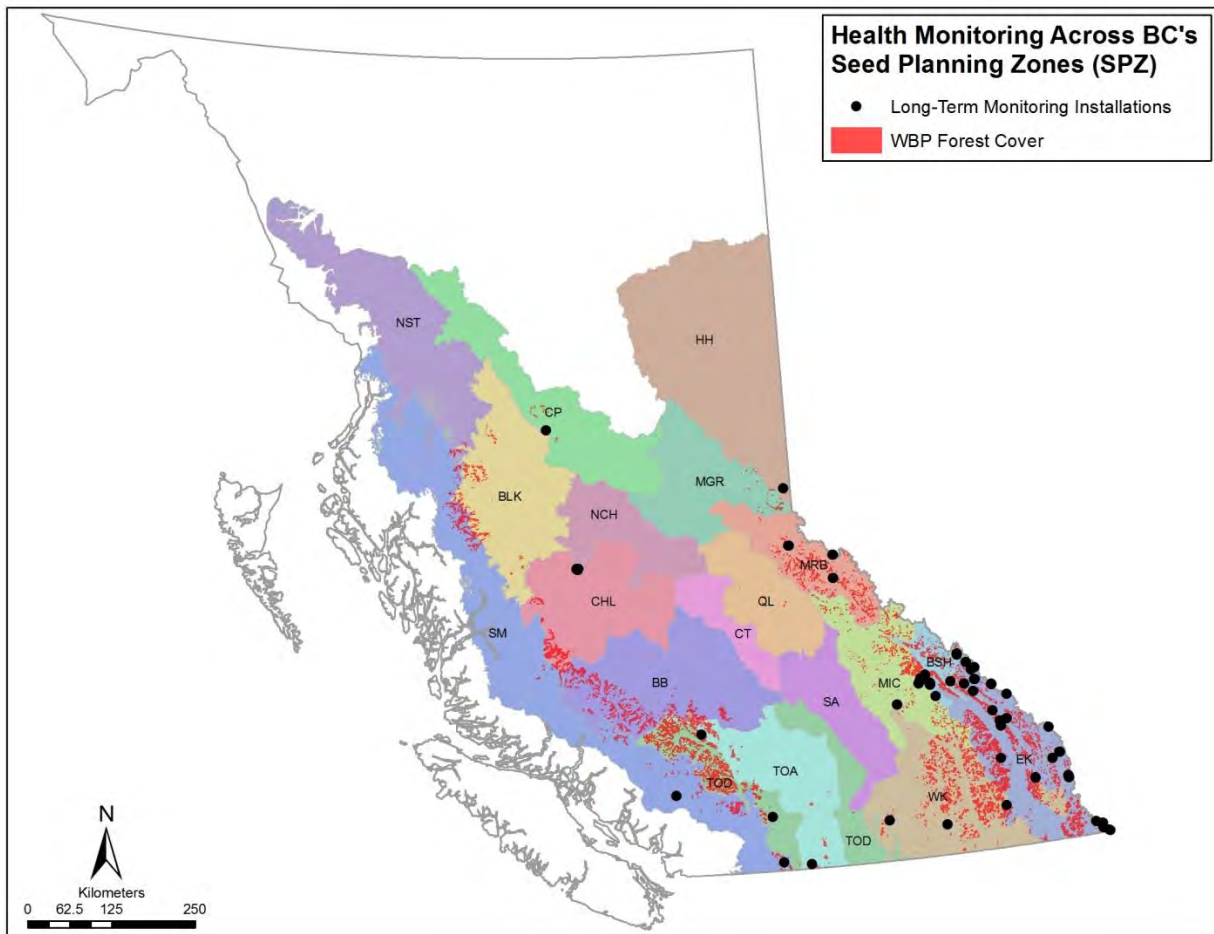 Health Monitoring Across BC's
Seed Planning Zones (SPZ)
Long-Term Monitoring Installations
WBP Forest Cover
NST
HH
CP
MGR
BLK
NCH
MRB
CHL
QL
CT
SM
BSH
BB
MIC
SA
EK
TOA
TOD
WK
TOD
N
Kilometers
0 62.5 125 250